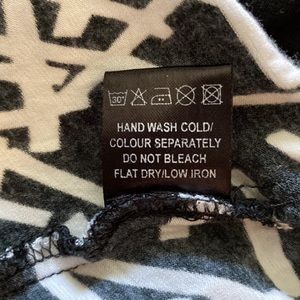 30°
HAND WASH COLD/
COLOUR SEPARATELY
DO NOT BLEACH
FLAT DRY/LOW IRON